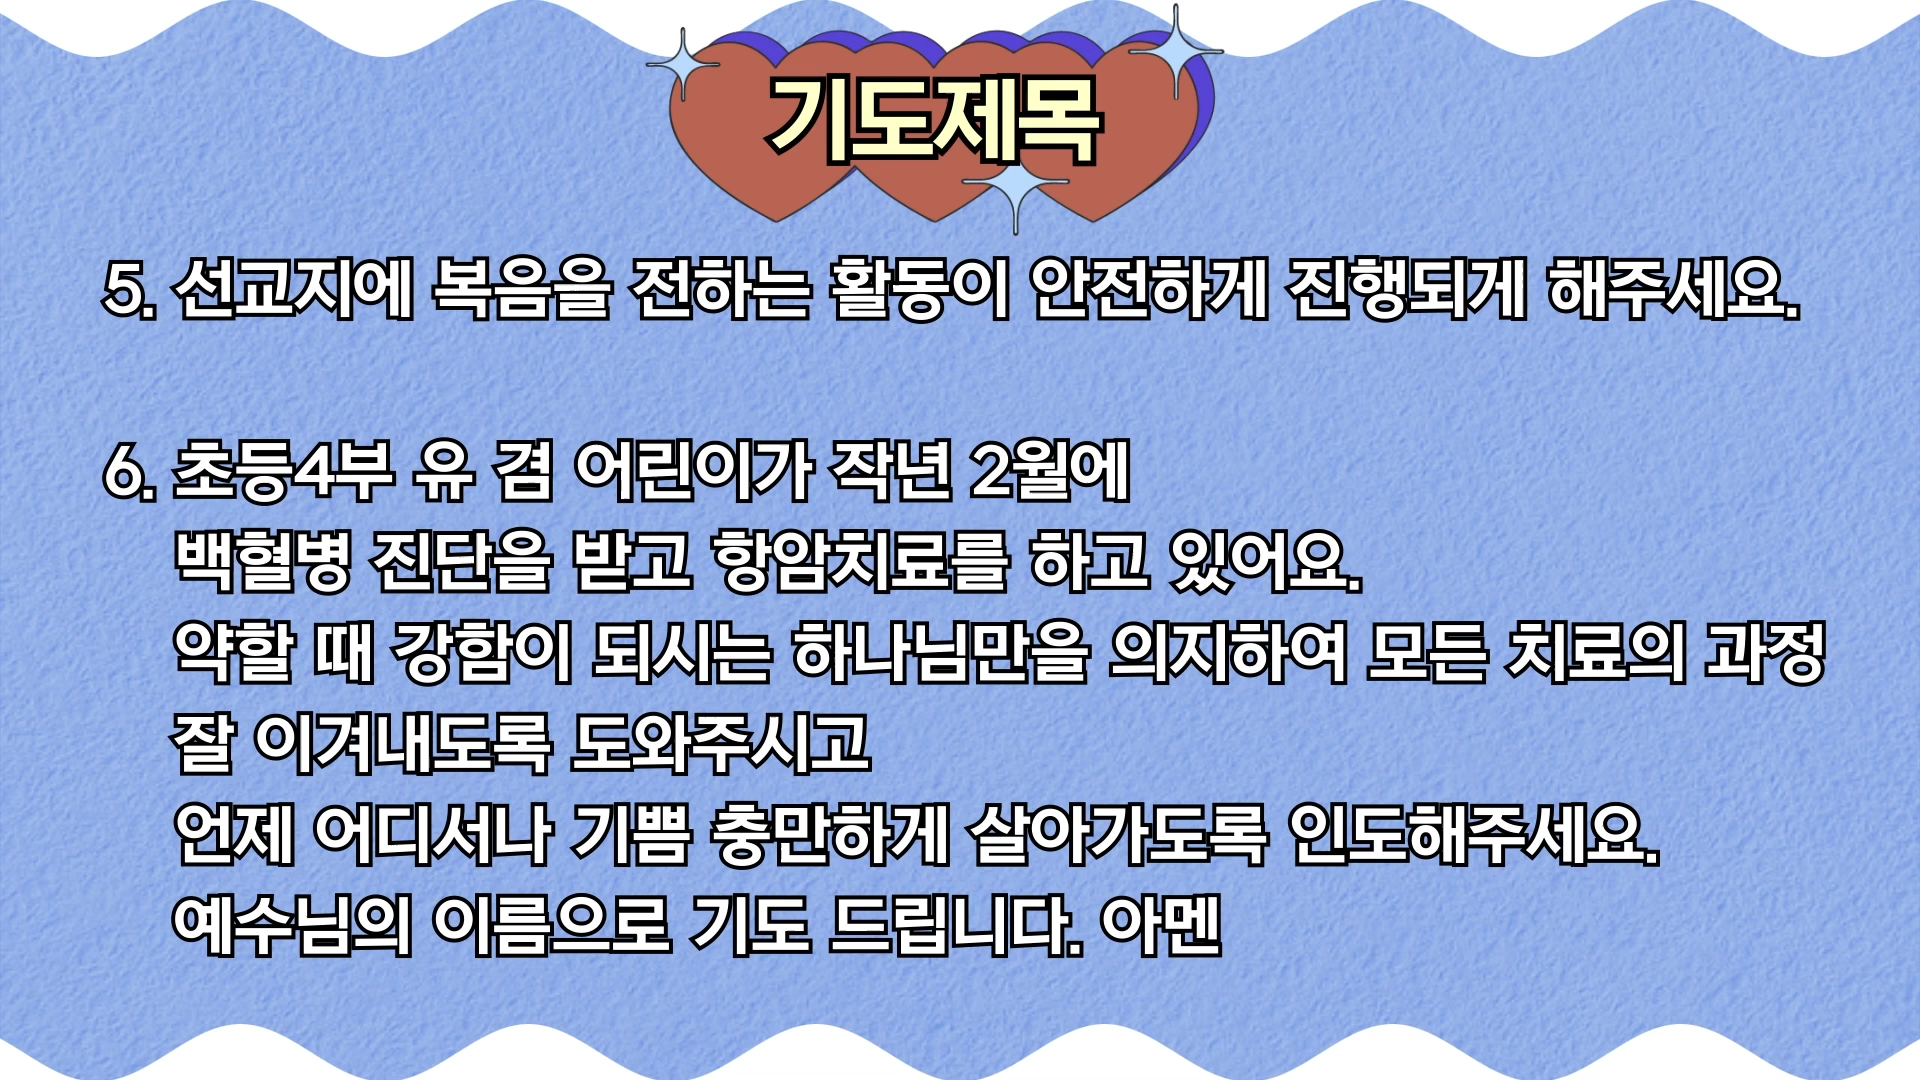 기도제목
5. 선교지에 복음을 전하는 활동이 안전하게 진행되게 해주세요.
6. 초등4부 유 겸 어린이가 작년 2월에
백혈병 진단을 받고 항암치료를 하고 있어요.
약할 때 강함이 되시는 하나님만을 의지하여 모든 치료의 과정
잘 이겨내도록 도와주시고
언제 어디서나 기쁨 충만하게 살아가도록 인도해주세요.
예수님의 이름으로 기도 드립니다. 아멘